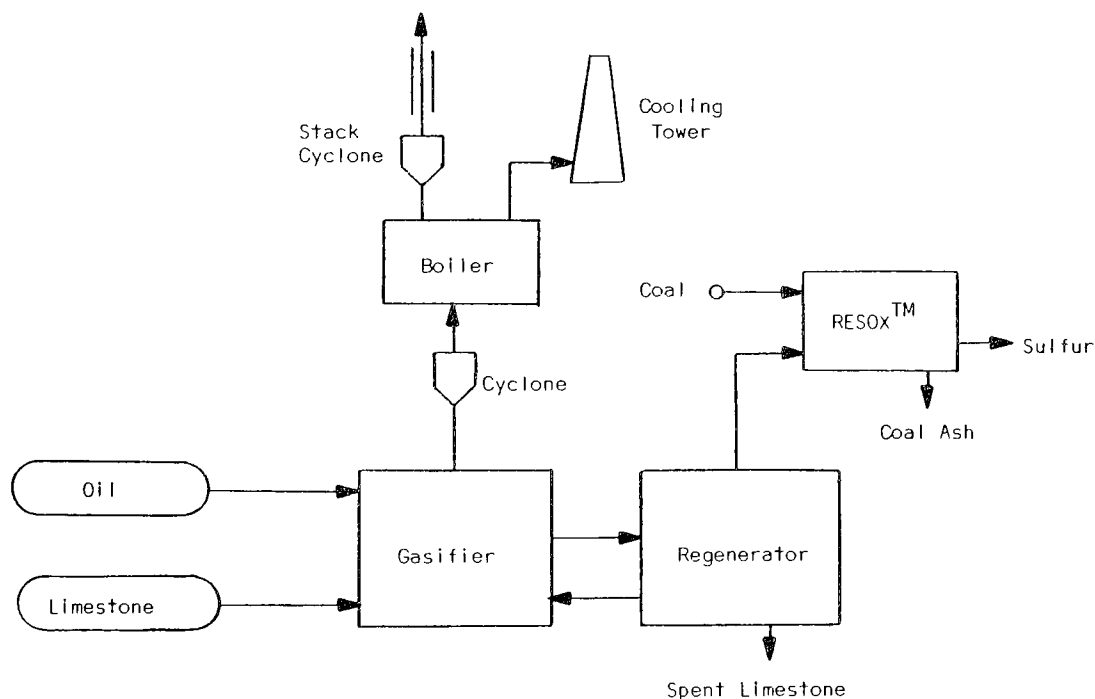 Stack
Cyclone
Cooling
Tower
Boiler
Coal
RESOx™
Sulfur
Cyclone
Coal Ash
Oil
Gasifier
Regenerator
Limestone
Spent Limestone